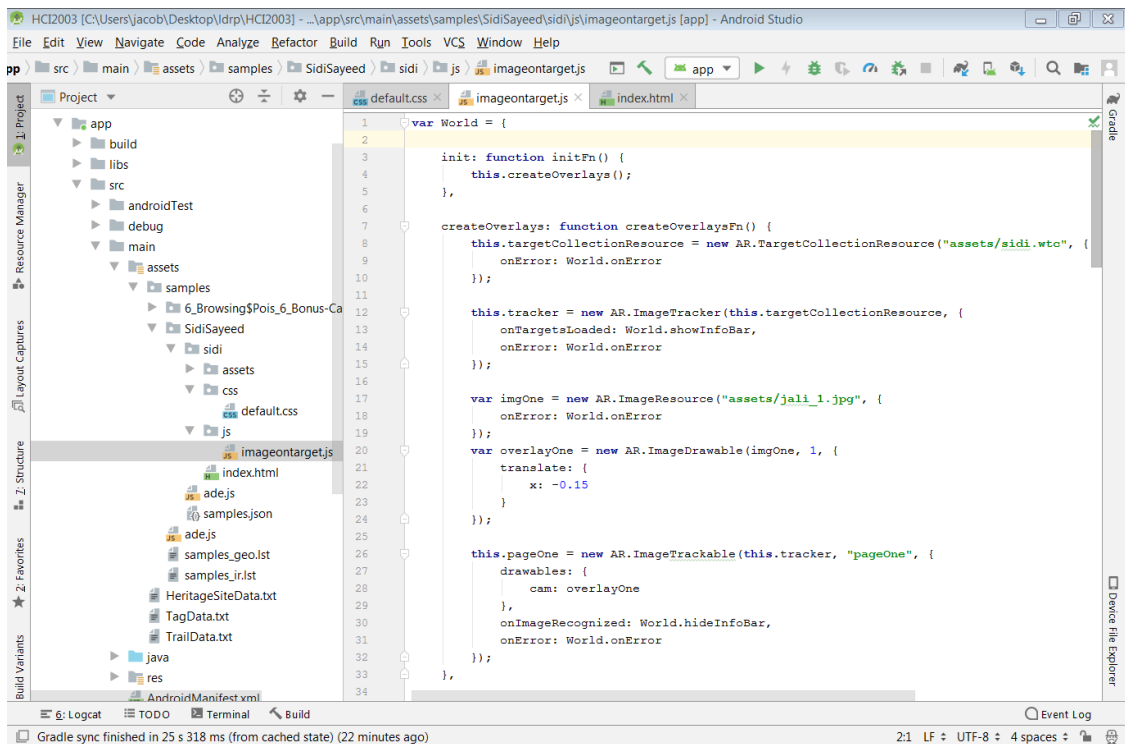 HCI2003 [C:\Users\jacob\Desktop\Idrp\HCI2003] - ...\app\src\main\assets\samples\SidiSayeed\sidi\js\imageontarget.js [app] - Android Studio
File Edit View Navigate Code Analyze Refactor Build Run Tools VCS Window Help
pp src main assets samples SidiSayeed sidi js imageontarget.js app
Project
default.css imageontarget.js index.html
1: Project
Resource Manager
Layout Captures
Z: Structure
2: Favorites
Build Variants
app
build
libs
src
androidTest
debug
main
assets
samples
6_Browsing$Pois_6_Bonus-Ca
SidiSayeed
sidi
assets
css
default.css
js
imageontarget.js
index.html
ade.js
samples.json
ade.js
samples_geo.lst
samples_ir.lst
HeritageSiteData.txt
TagData.txt
TrailData.txt
java
res
AndroidManifest.xml
1 var World = {
2
3 init: function initFn() {
4 this.createOverlays();
5 },
6
7 createOverlays: function createOverlaysFn() {
8 this.targetCollectionResource = new AR.TargetCollectionResource("assets/sidi.wtc", {
9 onError: World.onError
10 });
11
12 this.tracker = new AR.ImageTracker(this.targetCollectionResource, {
13 onTargetsLoaded: World.showInfoBar,
14 onError: World.onError
15 });
16
17 var imgOne = new AR.ImageResource("assets/jali_1.jpg", {
18 onError: World.onError
19 });
20 var overlayOne = new AR.ImageDrawable(imgOne, 1, {
21 translate: {
22 x: -0.15
23 }
24 });
25
26 this.pageOne = new AR.ImageTrackable(this.tracker, "pageOne", {
27 drawables: {
28 cam: overlayOne
29 },
30 onImageRecognized: World.hideInfoBar,
31 onError: World.onError
32 });
33 },
34
Gradle
Device File Explorer
6: Logcat TODO Terminal Build Event Log
Gradle sync finished in 25 s 318 ms (from cached state) (22 minutes ago) 2:1 LF UTF-8 4 spaces